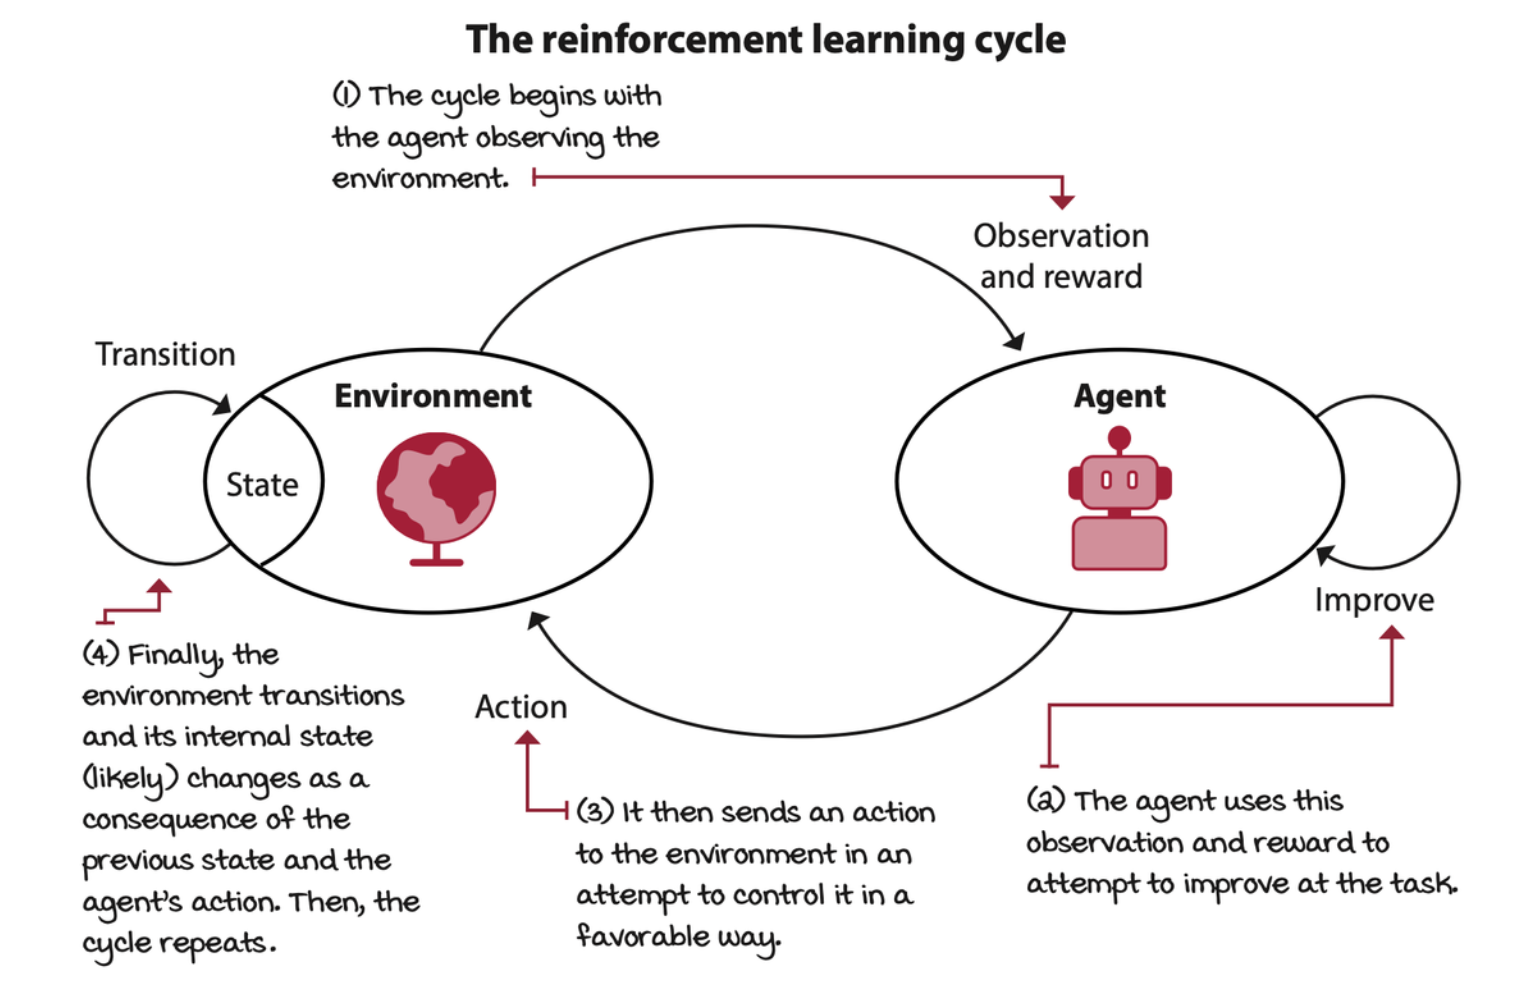 The reinforcement learning cycle
(1) The cycle begins with
the agent observing the
environment.
Observation
and reward
Transition
Environment
Agent
State
Improve
(4) Finally, the
environment transitions
and its internal state
(likely) changes as a
consequence of the
previous state and the
agent's action. Then, the
cycle repeats.
Action
(3) It then sends an action
to the environment in an
attempt to control it in a
favorable way.
(2) The agent uses this
observation and reward to
attempt to improve at the task.